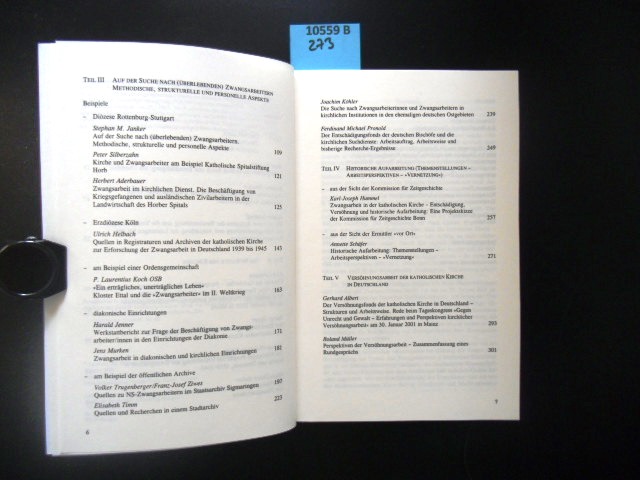 10559 B
273
TEIL III AUF DER SUCHE NACH (ÜBERLEBENDEN) ZWANGSARBEITERN
METHODISCHE, STRUKTURELLE UND PERSONELLE ASPEKTE
Beispiele
– Diözese Rottenburg-Stuttgart
Stephan M. Janker
Auf der Suche nach (überlebenden) Zwangsarbeitern.
Methodische, strukturelle und personelle Aspekte 109
Peter Silberzahn
Kirche und Zwangsarbeiter am Beispiel Katholische Spitalstiftung
Horb 121
Herbert Aderbauer
Zwangsarbeit im kirchlichen Dienst. Die Beschäftigung von
Kriegsgefangenen und ausländischen Zivilarbeitern in der
Landwirtschaft des Horber Spitals 125
– Erzdiözese Köln
Ulrich Helbach
Quellen in Registraturen und Archiven der katholischen Kirche
zur Erforschung der Zwangsarbeit in Deutschland 1939 bis 1945 143
– am Beispiel einer Ordensgemeinschaft
P. Laurentius Koch OSB
«Ein erträgliches, unerträgliches Leben»
Kloster Ettal und die «Zwangsarbeiter» im II. Weltkrieg 163
– diakonische Einrichtungen
Harald Jenner
Werkstattbericht zur Frage der Beschäftigung von Zwangs-
arbeiter/innen in den Einrichtungen der Diakonie 171
Jens Murken
Zwangsarbeit in diakonischen und kirchlichen Einrichtungen 182
– am Beispiel der öffentlichen Archive
Volker Trugenberger/Franz-Josef Ziwes
Quellen zu NS-Zwangsarbeitern im Staatsarchiv Sigmaringen
Elisabeth Timm
Quellen und Recherchen in einem Stadtarchiv 225
6
Joachim Köhler
Die Suche nach Zwangsarbeiterinnen und Zwangsarbeitern in
kirchlichen Institutionen in den ehemaligen deutschen Ostgebieten 239
Ferdinand Michael Pronold
Der Entschädigungsfonds der deutschen Bischöfe und die
kirchlichen Suchdienste: Arbeitsauftrag, Arbeitsweise und
bisherige Recherche-Ergebnisse 249
TEIL IV HISTORISCHE AUFARBEITUNG (THEMENSTELLUNGEN –
ARBEITSPERSPEKTIVEN – «VERNETZUNG»)
– aus der Sicht der Kommission für Zeitgeschichte
Karl-Joseph Hummel
Zwangsarbeit in der katholischen Kirche – Entschädigung,
Versöhnung und historische Aufarbeitung: Eine Projektskizze
der Kommission für Zeitgeschichte Bonn 257
– aus der Sicht der Ermittler «vor Ort»
Annette Schäfer
Historische Aufarbeitung: Themenstellungen –
Arbeitsperspektiven – «Vernetzung» 271
TEIL V VERSÖHNUNGSARBEIT DER KATHOLISCHEN KIRCHE
IN DEUTSCHLAND
Gerhard Albert
Der Versöhnungsfonds der katholischen Kirche in Deutschland –
Strukturen und Arbeitsweise. Rede beim Tageskongress «Gegen
Unrecht und Gewalt – Erfahrungen und Perspektiven kirchlicher
Versöhnungsarbeit» am 30. Januar 2001 in Mainz 293
Roland Müller
Perspektiven der Versöhnungsarbeit – Zusammenfassung eines
Rundgesprächs 301
7